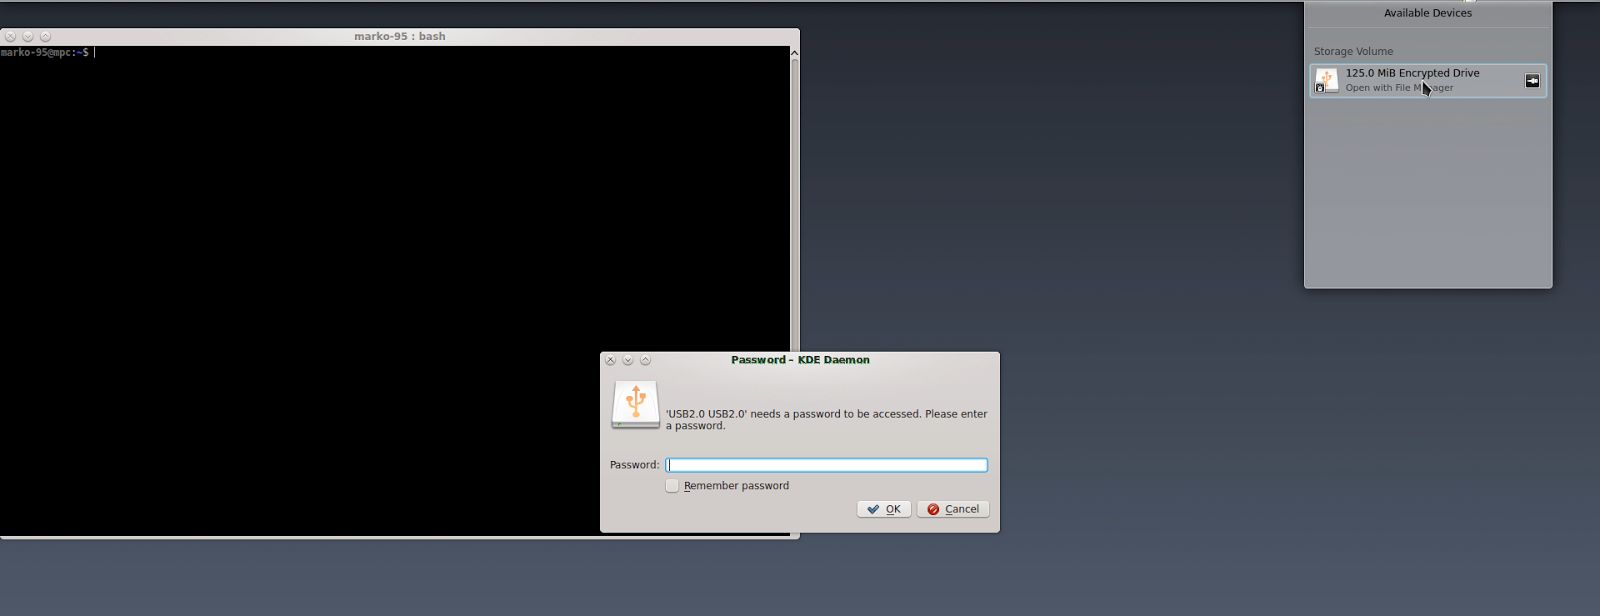 marko-95 : bash
marko-95@mpc:~$
Available Devices
Storage Volume
125.0 MiB Encrypted Drive
Open with File Manager
Password – KDE Daemon
'USB2.0 USB2.0' needs a password to be accessed. Please enter
a password.
Password:
Remember password
OK
Cancel